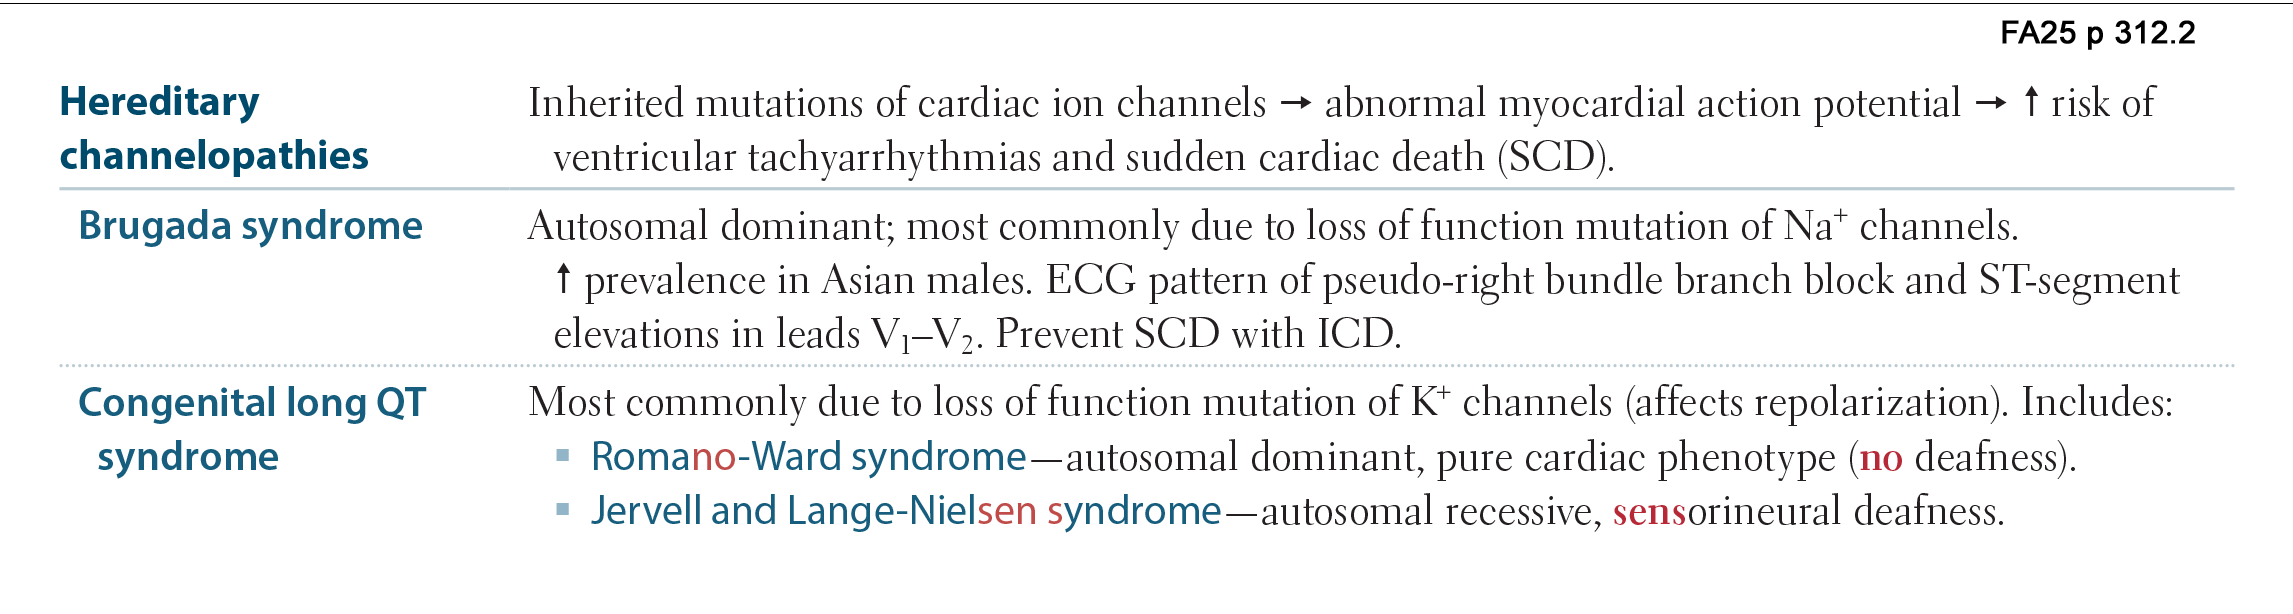 FA25 p 312.2
Hereditary channelopathies
Inherited mutations of cardiac ion channels → abnormal myocardial action potential → ↑ risk of
ventricular tachyarrhythmias and sudden cardiac death (SCD).
Brugada syndrome
Autosomal dominant; most commonly due to loss of function mutation of Na⁺ channels.
↑ prevalence in Asian males. ECG pattern of pseudo-right bundle branch block and ST-segment
elevations in leads V₁–V₂. Prevent SCD with ICD.
Congenital long QT
syndrome
Most commonly due to loss of function mutation of K⁺ channels (affects repolarization). Includes:
▪ Romano-Ward syndrome—autosomal dominant, pure cardiac phenotype (no deafness).
▪ Jervell and Lange-Nielsen syndrome—autosomal recessive, sensorineural deafness.